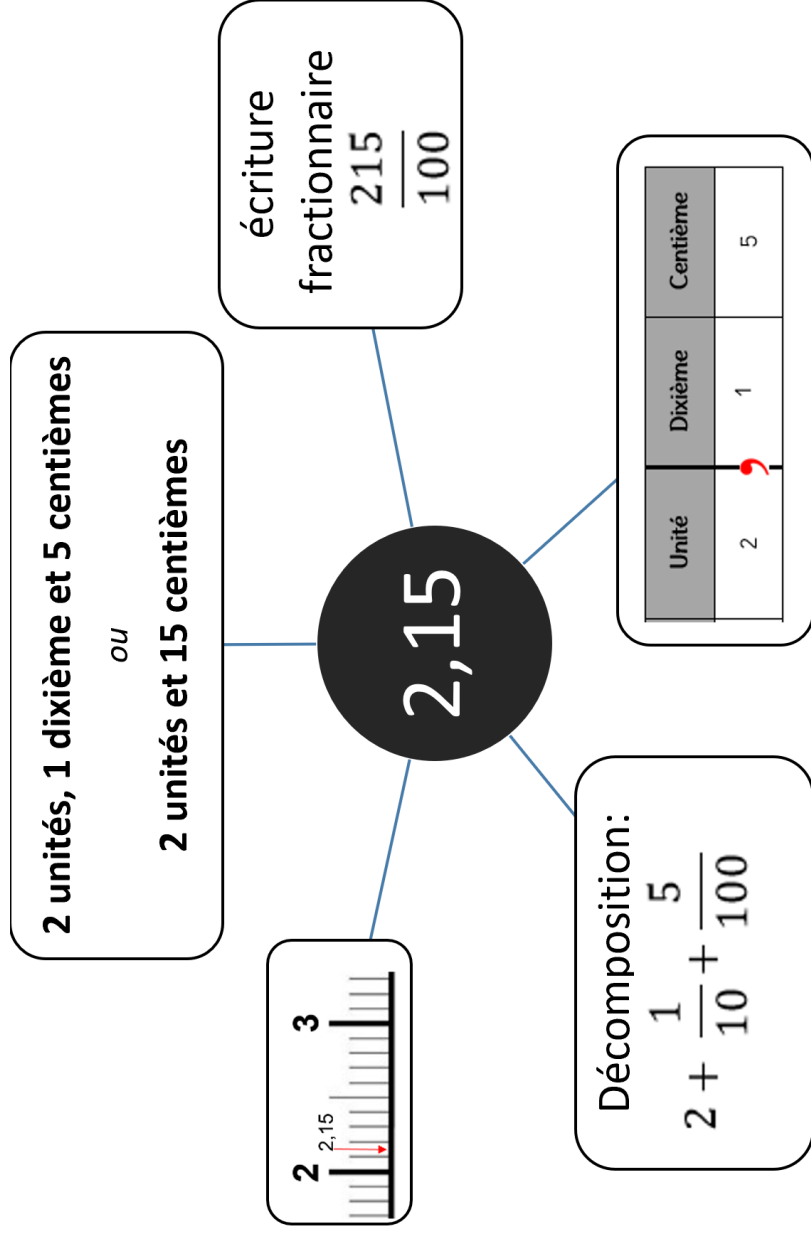 2 unités, 1 dixième et 5 centièmes
ou
2 unités et 15 centièmes
2 3
2,15
2,15
écriture
fractionnaire
215
100
Décomposition:
2 + 1/10 + 5/100
Unité Dixième Centième
2 , 1 5